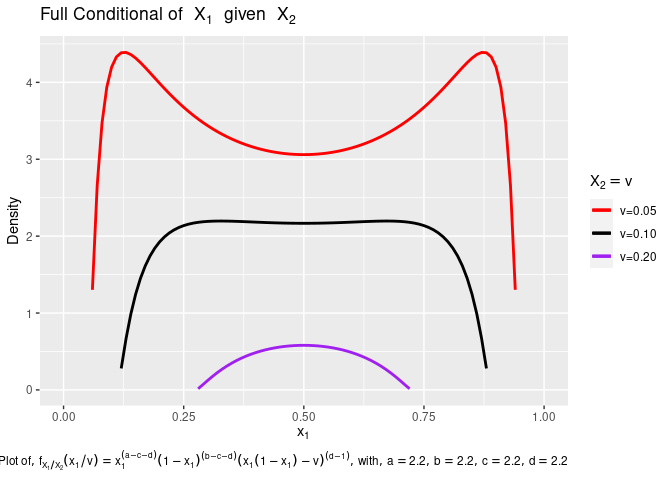 Full Conditional of X₁ given X₂
4
3
2
1
0
Density
0.00 0.25 0.50 0.75 1.00
x₁
X₂ = v
v=0.05
v=0.10
v=0.20
Plot of, f_{x₁/x₂}(x₁/v) = x₁^{(a−c−d)}(1−x₁)^{(b−c−d)}(x₁(1−x₁)−v)^{(d−1)}, with, a = 2.2, b = 2.2, c = 2.2, d = 2.2